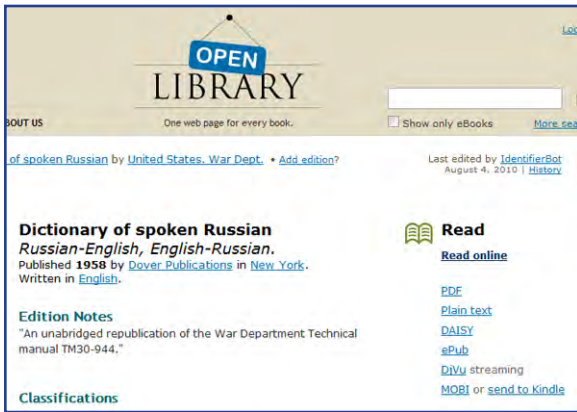 OPEN
LIBRARY
ABOUT US
One web page for every book.
Show only eBooks
of spoken Russian by United States. War Dept. • Add edition?
Last edited by IdentifierBot
August 4, 2010 | History
Dictionary of spoken Russian
Russian-English, English-Russian.
Published 1958 by Dover Publications in New York.
Written in English.
Edition Notes
"An unabridged republication of the War Department Technical
manual TM30-944."
Classifications
Read
Read online
PDF
Plain text
DAISY
ePub
DjVu streaming
MOBI or send to Kindle